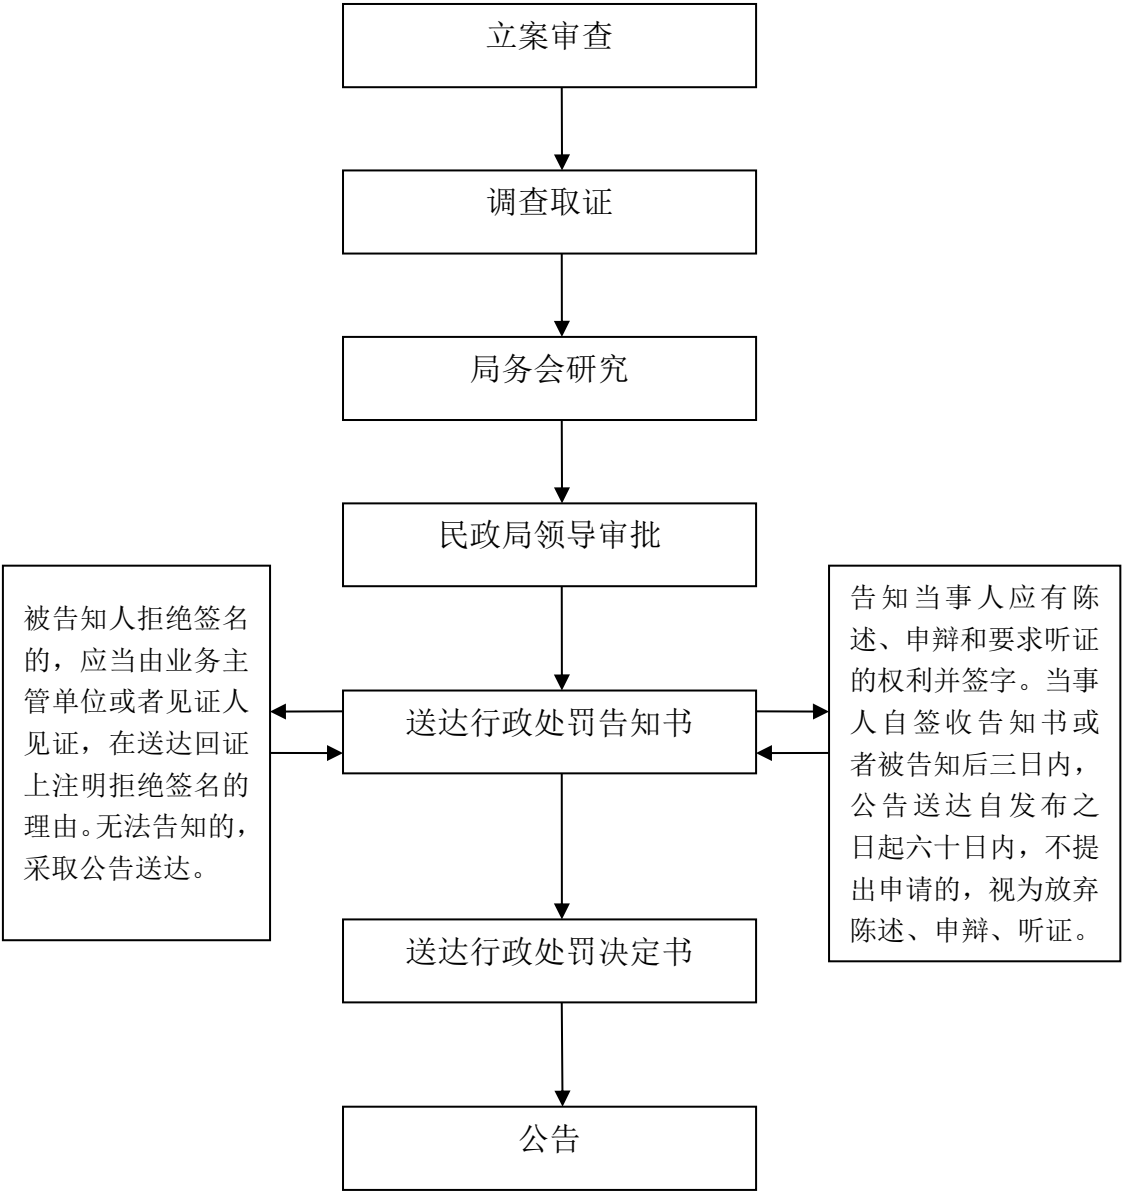 立案审查
调查取证
局务会研究
民政局领导审批
被告知人拒绝签名
的，应当由业务主
管单位或者见证人
见证，在送达回证
上注明拒绝签名的
理由。无法告知的，
采取公告送达。
送达行政处罚告知书
告知当事人应有陈
述、申辩和要求听证
的权利并签字。当事
人自签收告知书或
者被告知后三日内，
公告送达自发布之
日起六十日内，不提
出申请的，视为放弃
陈述、申辩、听证。
送达行政处罚决定书
公告